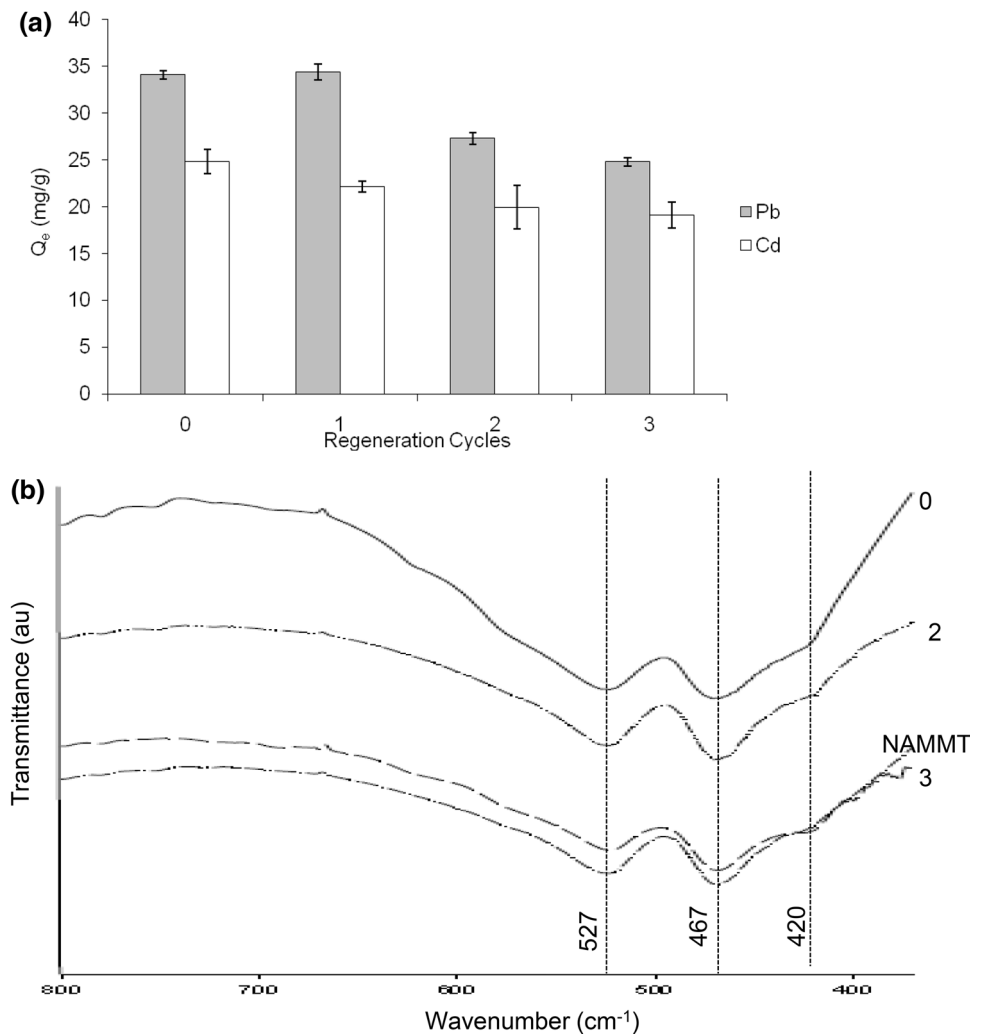 (a)
40
35
30
25
20
15
10
5
0
Qe (mg/g)
0 1 2 3
Regeneration Cycles
Pb
Cd
(b)
Transmittance (au)
0
2
NAMMT
3
527 467 420
800 700 600 500 400
Wavenumber (cm⁻¹)